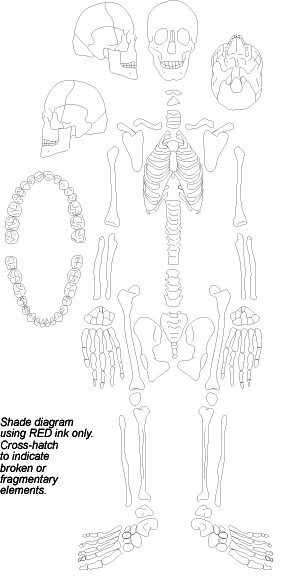 Shade diagram
using RED ink only.
Cross-hatch
to indicate
broken or
fragmentary
elements.